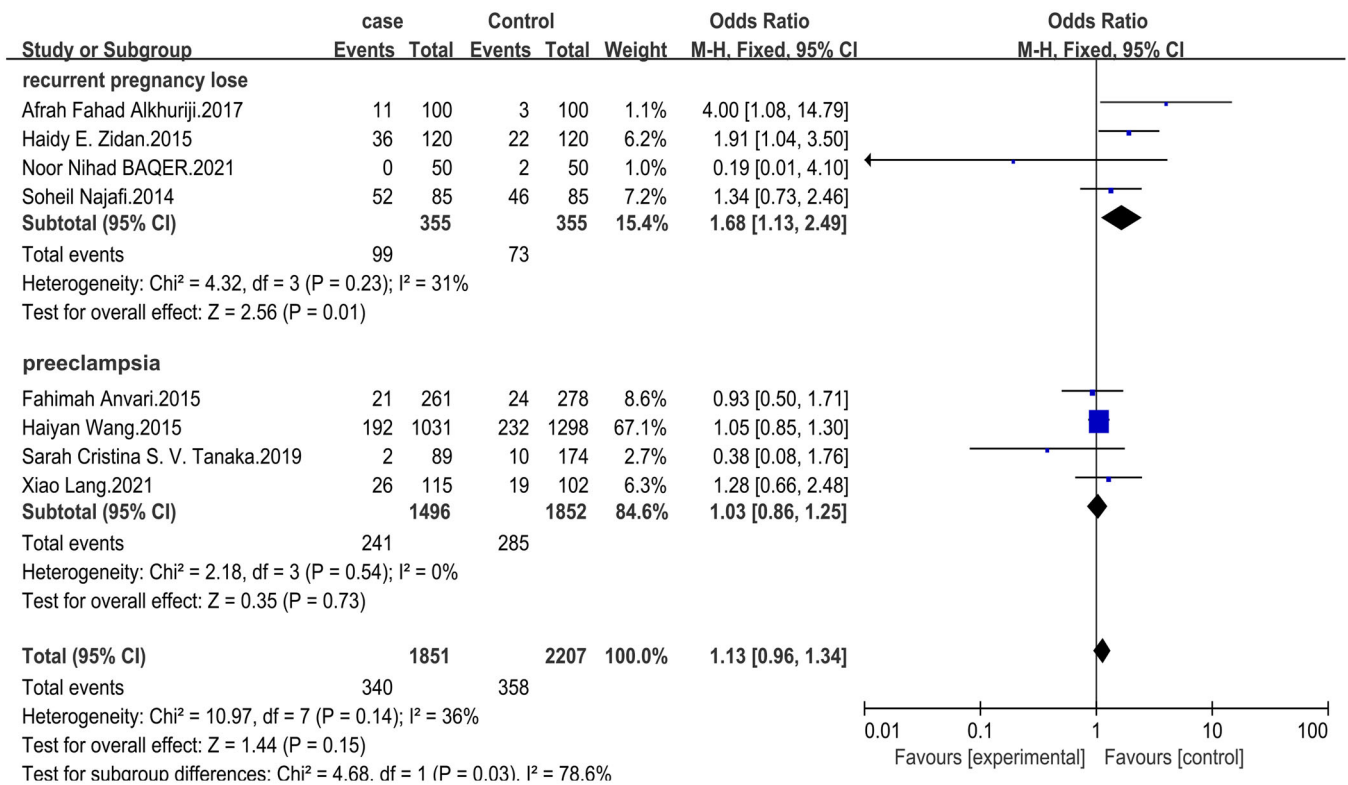 case Control Odds Ratio Odds Ratio
Study or Subgroup Events Total Events Total Weight M-H, Fixed, 95% CI M-H, Fixed, 95% CI
recurrent pregnancy lose
Afrah Fahad Alkhuriji.2017 11 100 3 100 1.1% 4.00 [1.08, 14.79]
Haidy E. Zidan.2015 36 120 22 120 6.2% 1.91 [1.04, 3.50]
Noor Nihad BAQER.2021 0 50 2 50 1.0% 0.19 [0.01, 4.10]
Soheil Najafi.2014 52 85 46 85 7.2% 1.34 [0.73, 2.46]
Subtotal (95% CI) 355 355 15.4% 1.68 [1.13, 2.49]
Total events 99 73
Heterogeneity: Chi² = 4.32, df = 3 (P = 0.23); I² = 31%
Test for overall effect: Z = 2.56 (P = 0.01)
preeclampsia
Fahimah Anvari.2015 21 261 24 278 8.6% 0.93 [0.50, 1.71]
Haiyan Wang.2015 192 1031 232 1298 67.1% 1.05 [0.85, 1.30]
Sarah Cristina S. V. Tanaka.2019 2 89 10 174 2.7% 0.38 [0.08, 1.76]
Xiao Lang.2021 26 115 19 102 6.3% 1.28 [0.66, 2.48]
Subtotal (95% CI) 1496 1852 84.6% 1.03 [0.86, 1.25]
Total events 241 285
Heterogeneity: Chi² = 2.18, df = 3 (P = 0.54); I² = 0%
Test for overall effect: Z = 0.35 (P = 0.73)
Total (95% CI) 1851 2207 100.0% 1.13 [0.96, 1.34]
Total events 340 358
Heterogeneity: Chi² = 10.97, df = 7 (P = 0.14); I² = 36%
Test for overall effect: Z = 1.44 (P = 0.15)
Test for subgroup differences: Chi² = 4.68, df = 1 (P = 0.03), I² = 78.6%
0.01 0.1 1 10 100
Favours [experimental] Favours [control]